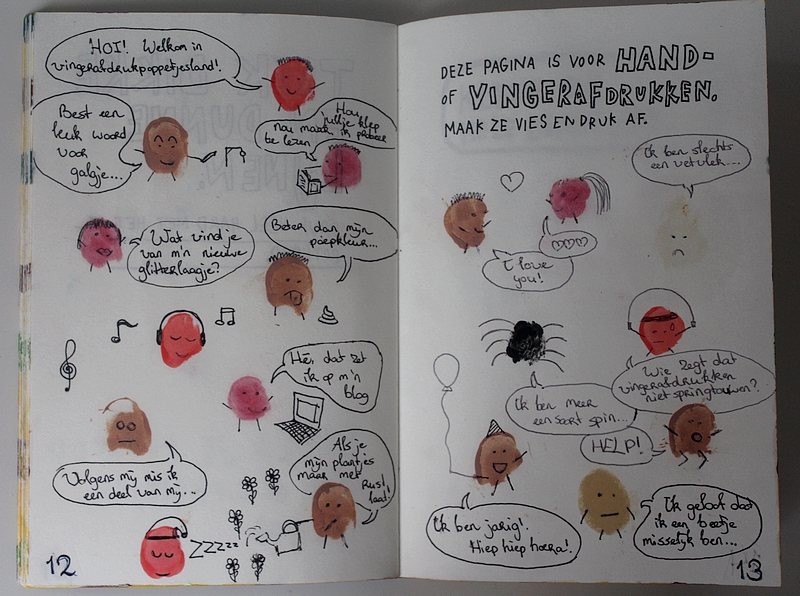 HOI! Welkom in
vingerafdrukpoppetjesland!
Best een
leuk woord
voor
galgje...
Hou
jullie klep
nou maar, ik probeer
te lezen
Wat vind je
van m'n nieuwe
glitterlaagje?
Beter dan mijn
poepkleur...
Hé, dat zet
ik op m'n
blog
Volgens mij mis ik
een deel van mij...
Als je
mijn plantjes
maar met
rust
laat!
ZZZZZ
12
DEZE PAGINA IS VOOR HAND-
OF VINGERAFDRUKKEN.
MAAK ZE VIES EN DRUK AF.
Ik ben slechts
een vetvlek....
I love
you!
Ik ben meer
een soort spin...
Wie zegt dat
vingerafdrukken
niet springtouwen?
HELP!
Ik ben jarig!
Hiep hiep hoera!
Ik geloof dat
ik een beetje
misselijk ben...
13